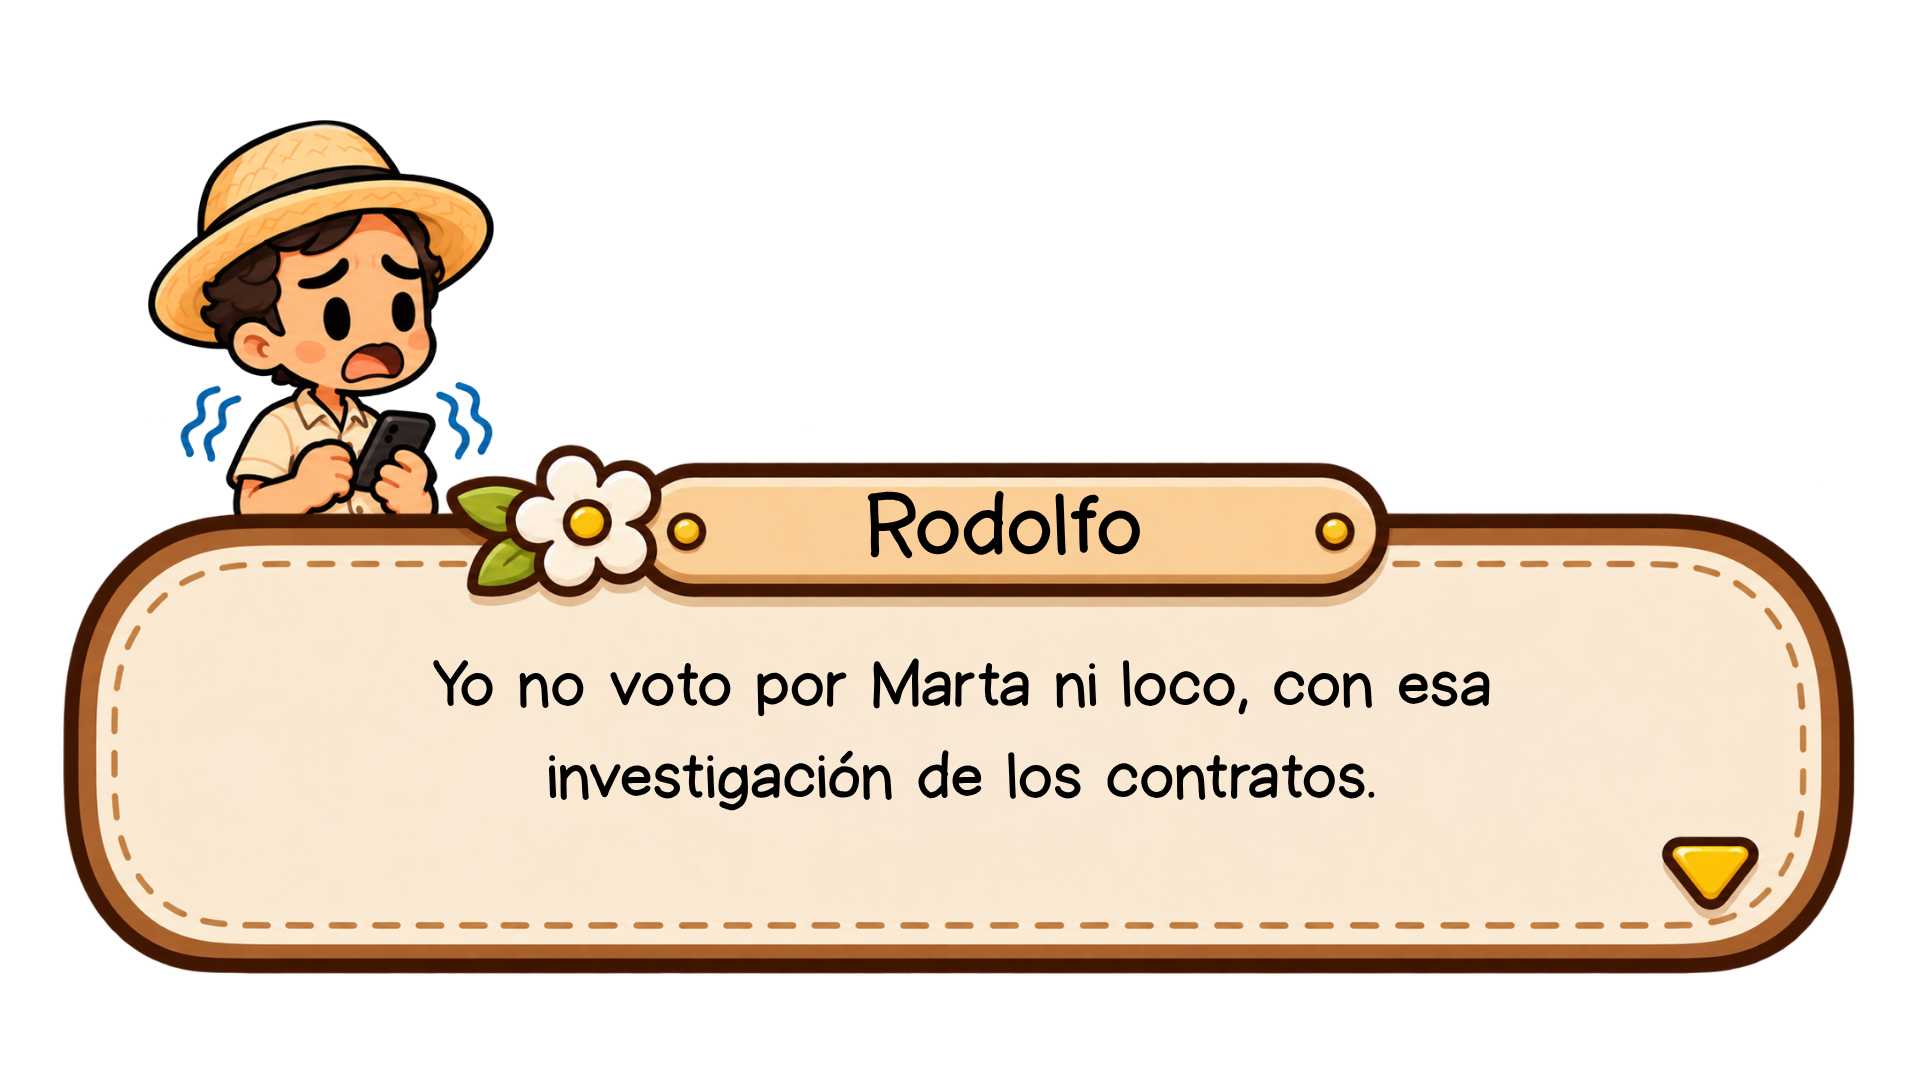 Rodolfo
Yo no voto por Marta ni loco, con esa
investigación de los contratos.